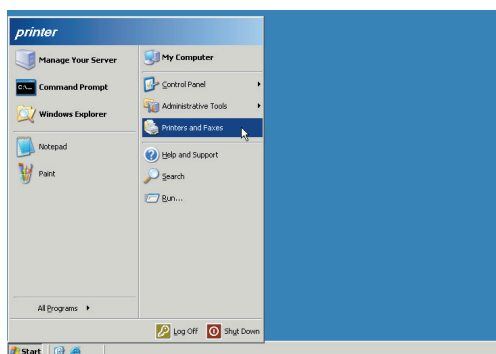 printer
Manage Your Server
Command Prompt
Windows Explorer
Notepad
Paint
All Programs
My Computer
Control Panel
Administrative Tools
Printers and Faxes
Help and Support
Search
Run...
Log Off
Shut Down
Start